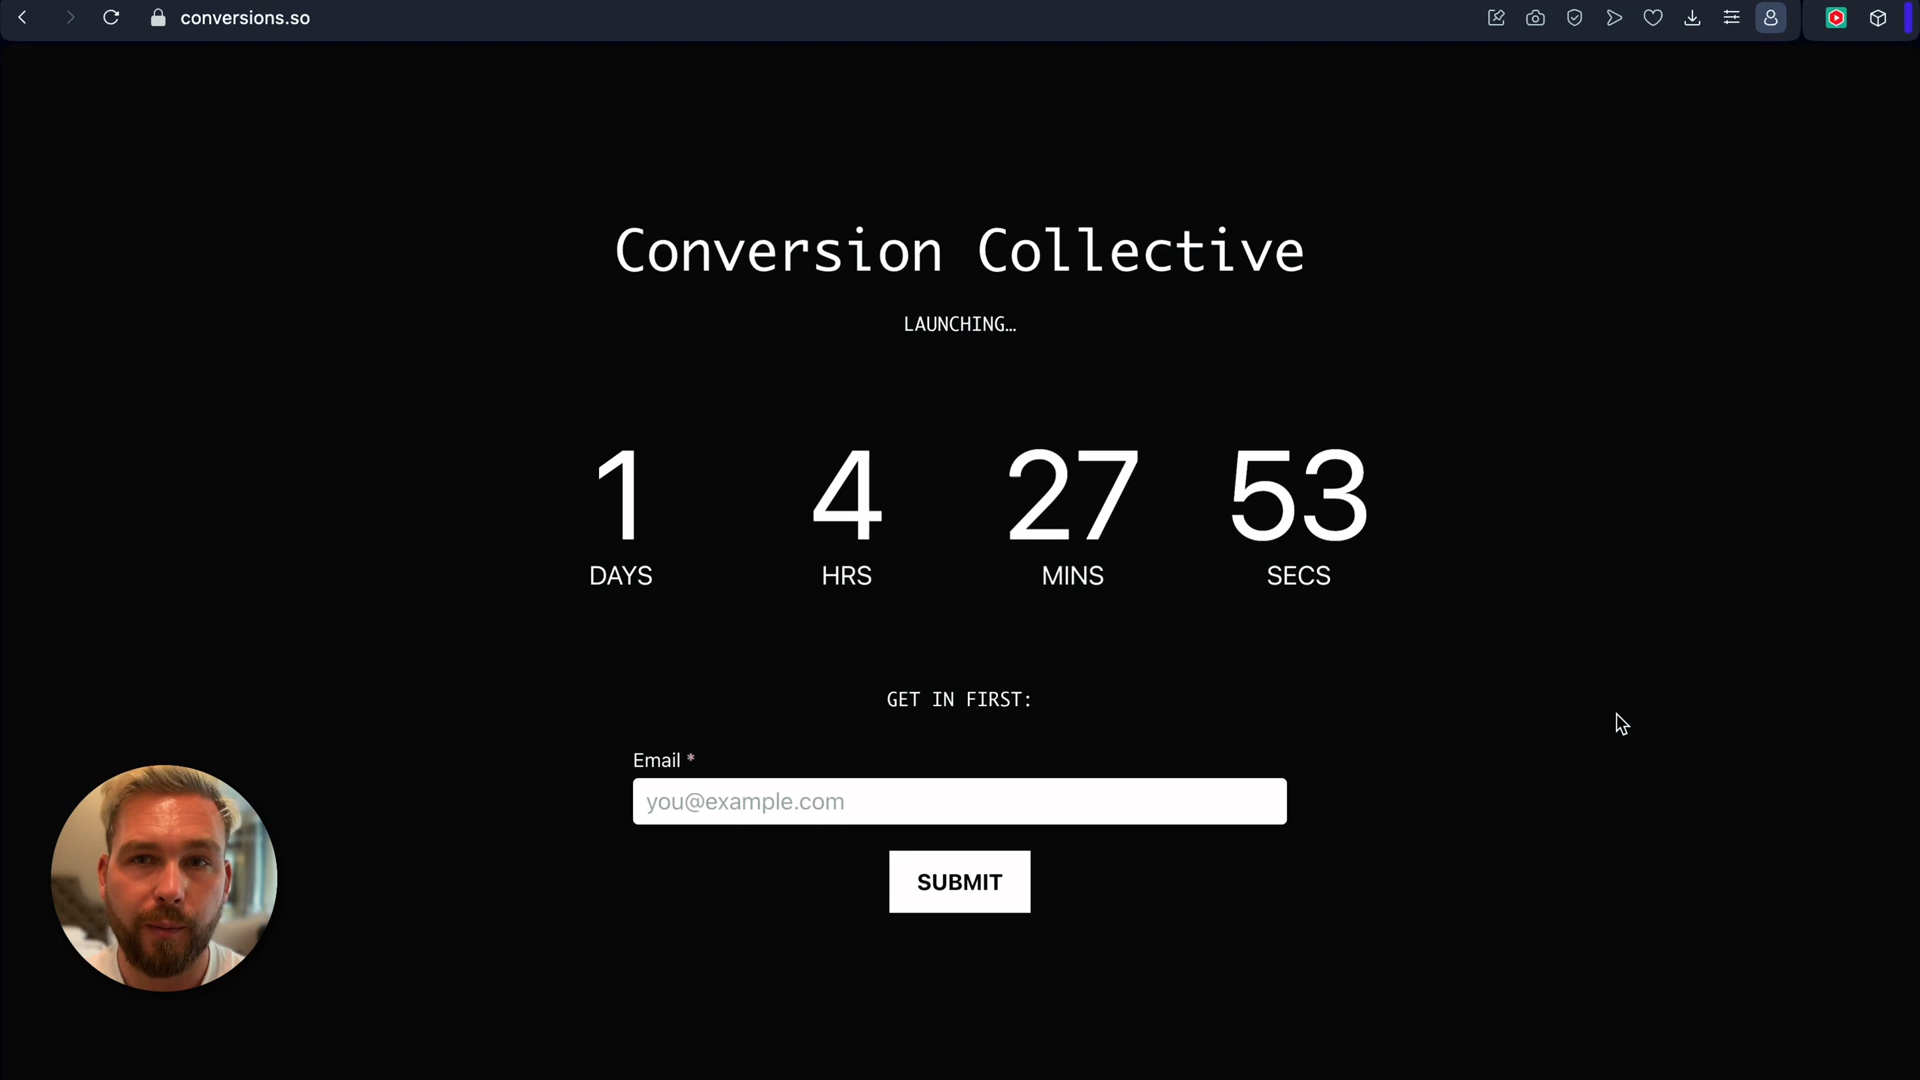 conversions.so
Conversion Collective
LAUNCHING…
1 4 27 53
DAYS HRS MINS SECS
GET IN FIRST:
Email *
you@example.com
SUBMIT